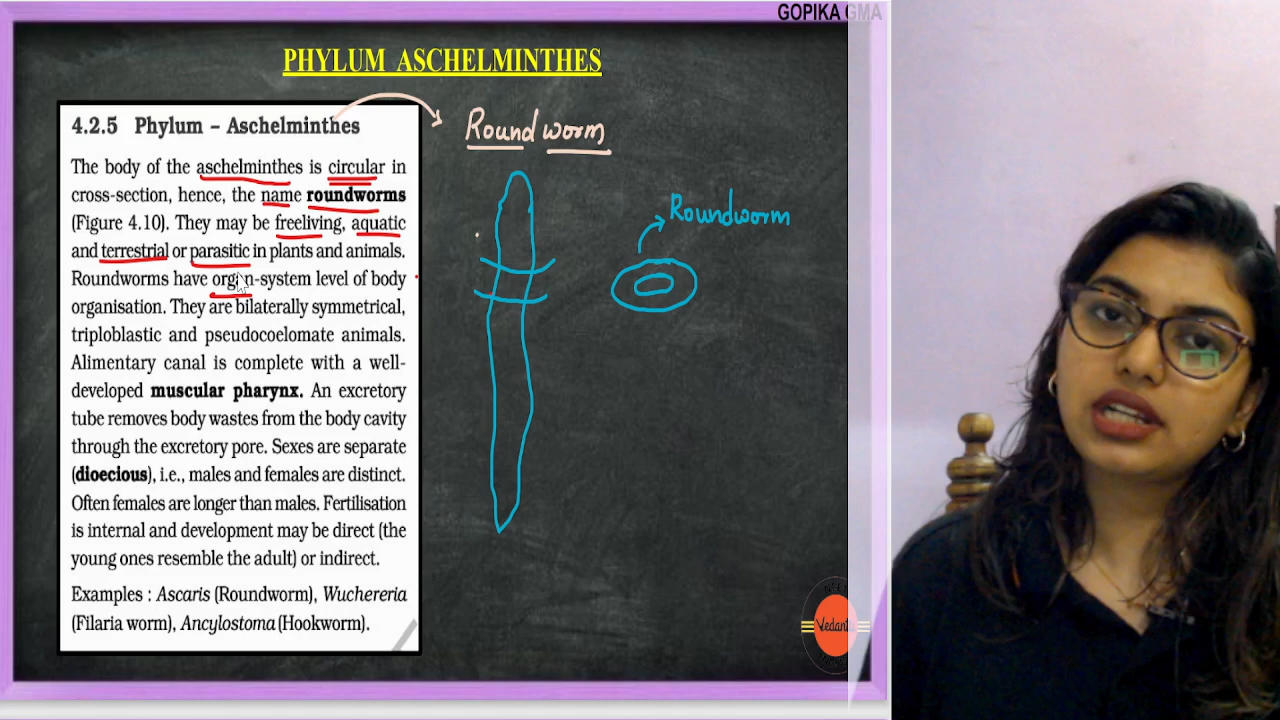 GOPIKA GMA
PHYLUM ASCHELMINTHES
4.2.5 Phylum – Aschelminthes
The body of the aschelminthes is circular in
cross-section, hence, the name roundworms
(Figure 4.10). They may be freeliving, aquatic
and terrestrial or parasitic in plants and animals.
Roundworms have organ-system level of body
organisation. They are bilaterally symmetrical,
triploblastic and pseudocoelomate animals.
Alimentary canal is complete with a well-
developed muscular pharynx. An excretory
tube removes body wastes from the body cavity
through the excretory pore. Sexes are separate
(dioecious), i.e., males and females are distinct.
Often females are longer than males. Fertilisation
is internal and development may be direct (the
young ones resemble the adult) or indirect.
Examples : Ascaris (Roundworm), Wuchereria
(Filaria worm), Ancylostoma (Hookworm).
Roundworm
Roundworm